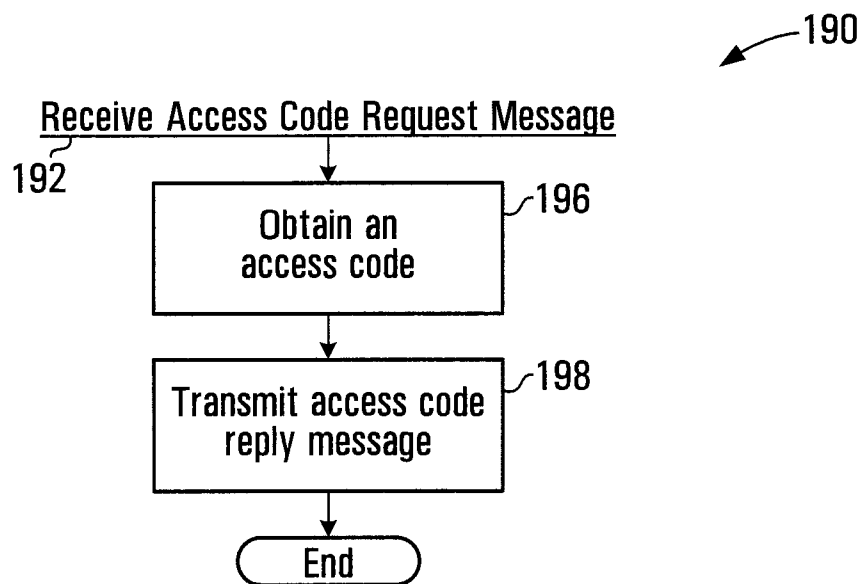 190
Receive Access Code Request Message
192
196
Obtain an
access code
198
Transmit access code
reply message
End